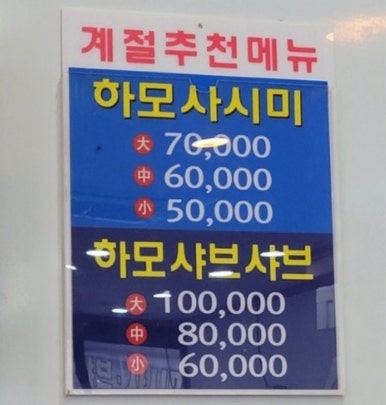 계절추천메뉴
하모사시미
大 70,000
中 60,000
小 50,000
하모샤브샤브
大 100,000
中 80,000
小 60,000